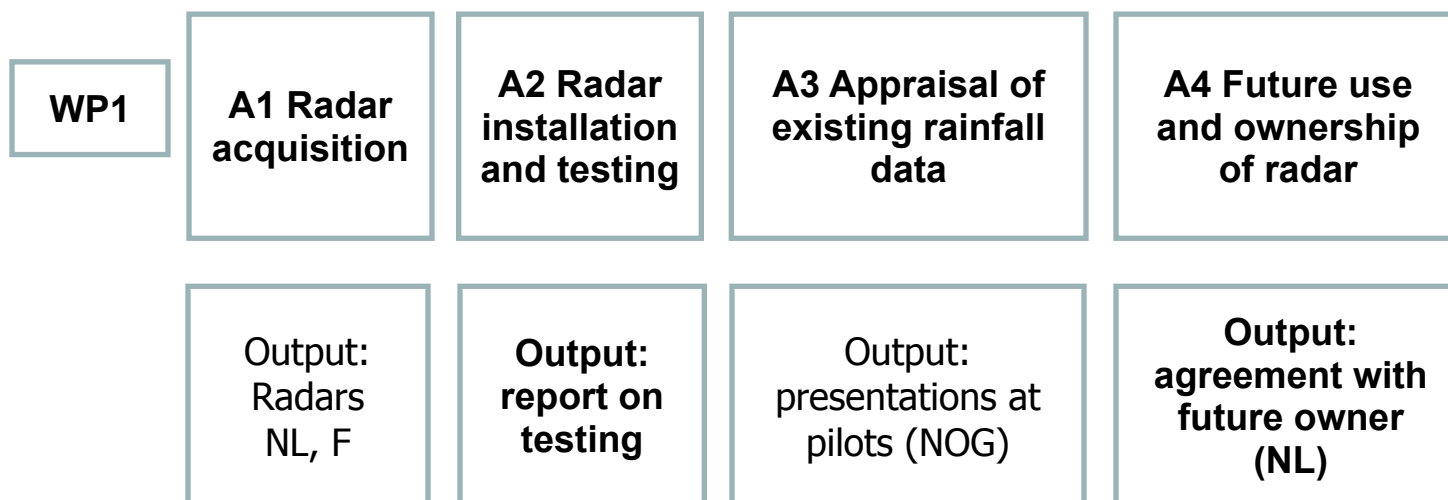 WP1
A1 Radar
acquisition
A2 Radar
installation
and testing
A3 Appraisal of
existing rainfall
data
A4 Future use
and ownership
of radar
Output:
Radars
NL, F
Output:
report on
testing
Output:
presentations at
pilots (NOG)
Output:
agreement with
future owner
(NL)